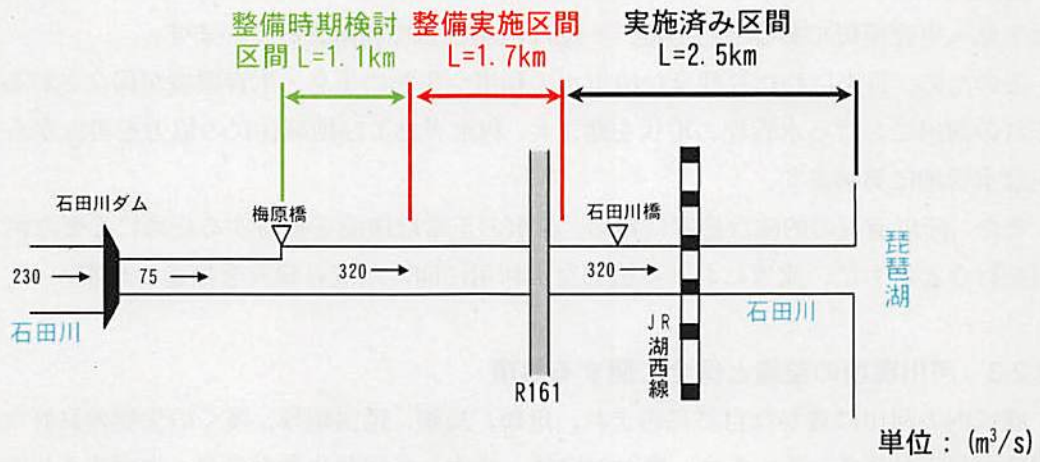 整備時期検討
区間 L=1.1km
整備実施区間
L=1.7km
実施済み区間
L=2.5km
石田川ダム
梅原橋
石田川橋
230
75
320
320
石田川
石田川
琵琶湖
JR湖西線
R161
単位：(m³/s)